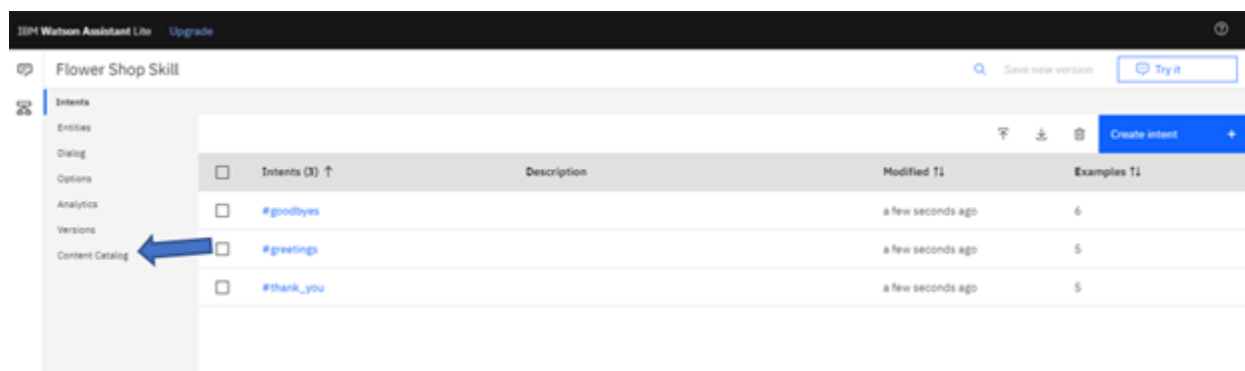 IBM Watson Assistant Lite Upgrade
Flower Shop Skill Save new version Try it
Intents
Entities
Dialog
Options
Analytics
Versions
Content Catalog
Create intent +
Intents (3) ↑ Description Modified ↑↓ Examples ↑↓
#goodbyes a few seconds ago 6
#greetings a few seconds ago 5
#thank_you a few seconds ago 5